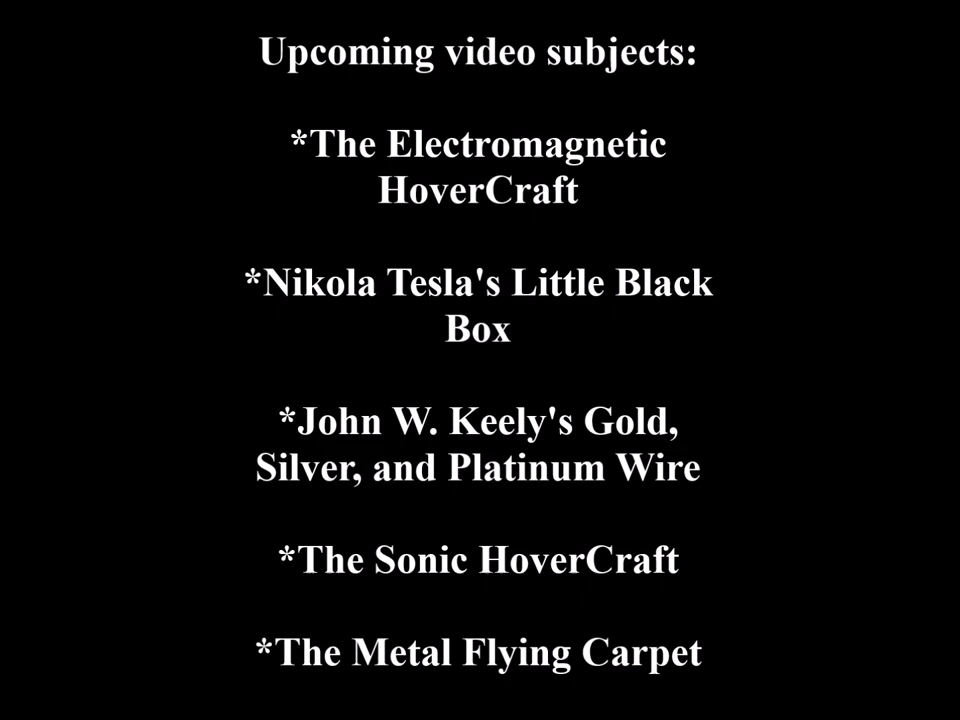 Upcoming video subjects:
*The Electromagnetic
HoverCraft
*Nikola Tesla's Little Black
Box
*John W. Keely's Gold,
Silver, and Platinum Wire
*The Sonic HoverCraft
*The Metal Flying Carpet